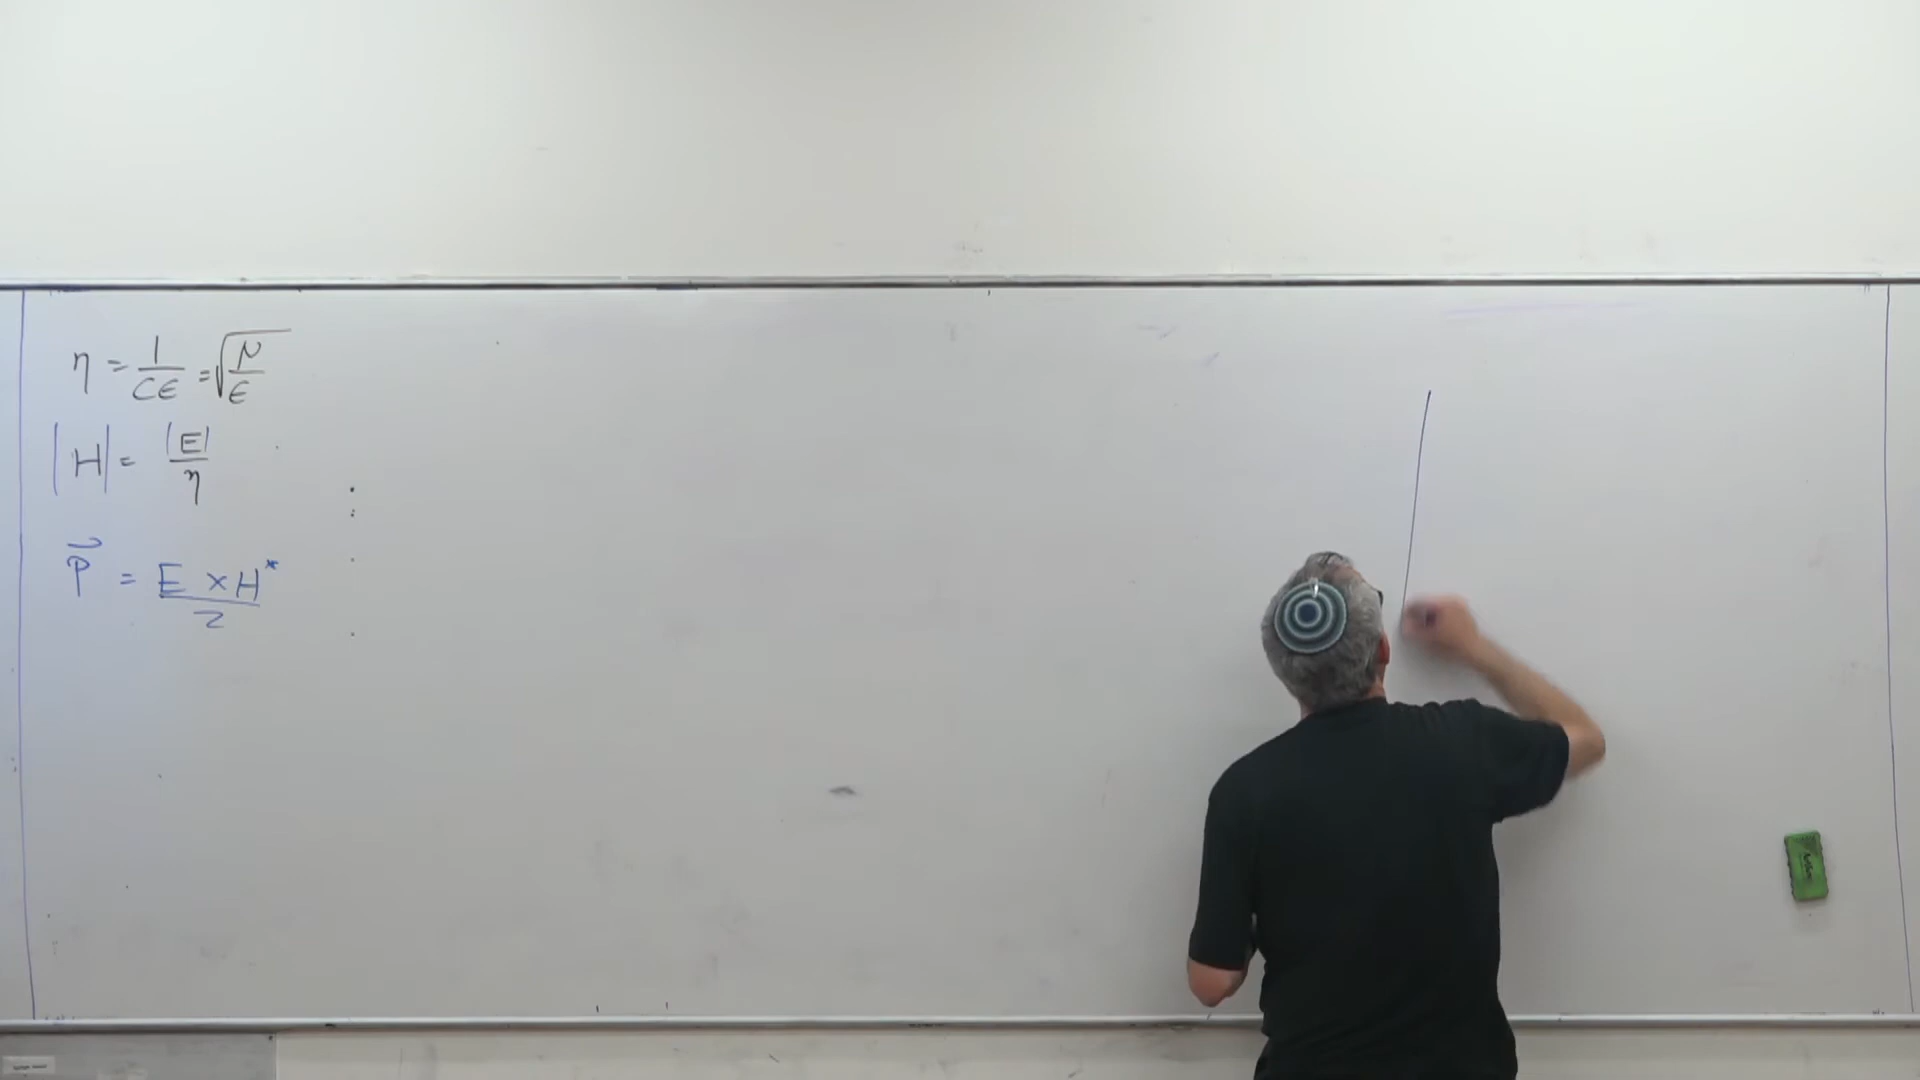 η = 1/(cϵ) = √(μ/ϵ)
|H| = |E|/η
P⃗ = (E × H*)/2